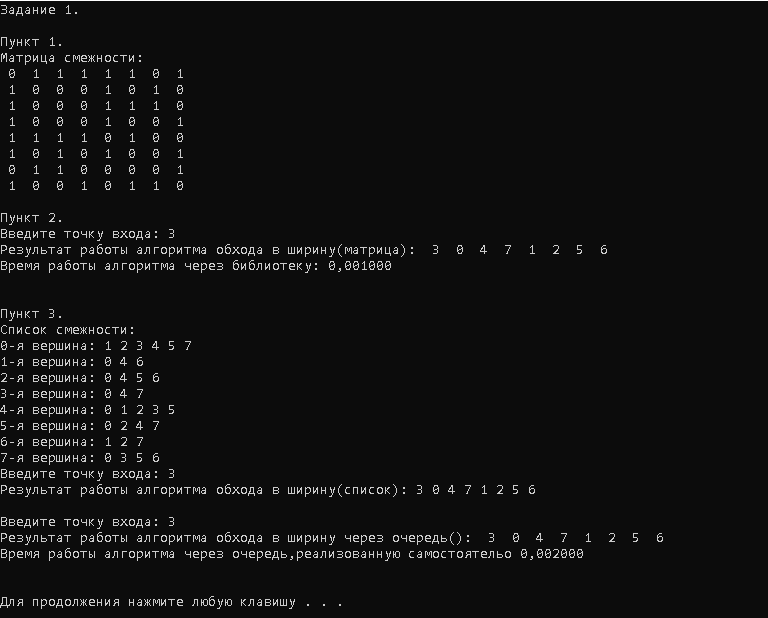 Задание 1.
Пункт 1.
Матрица смежности:
0 1 1 1 1 1 0 1
1 0 0 0 1 0 1 0
1 0 0 0 1 1 1 0
1 0 0 0 1 0 0 1
1 1 1 1 0 1 0 0
1 0 1 0 1 0 0 1
0 1 1 0 0 0 0 1
1 0 0 1 0 1 1 0
Пункт 2.
Введите точку входа: 3
Результат работы алгоритма обхода в ширину(матрица): 3 0 4 7 1 2 5 6
Время работы алгоритма через библиотеку: 0,001000
Пункт 3.
Список смежности:
0-я вершина: 1 2 3 4 5 7
1-я вершина: 0 4 6
2-я вершина: 0 4 5 6
3-я вершина: 0 4 7
4-я вершина: 0 1 2 3 5
5-я вершина: 0 2 4 7
6-я вершина: 1 2 7
7-я вершина: 0 3 5 6
Введите точку входа: 3
Результат работы алгоритма обхода в ширину(список): 3 0 4 7 1 2 5 6
Введите точку входа: 3
Результат работы алгоритма обхода в ширину через очередь(): 3 0 4 7 1 2 5 6
Время работы алгоритма через очередь,реализованную самостоятельо 0,002000
Для продолжения нажмите любую клавишу . . .